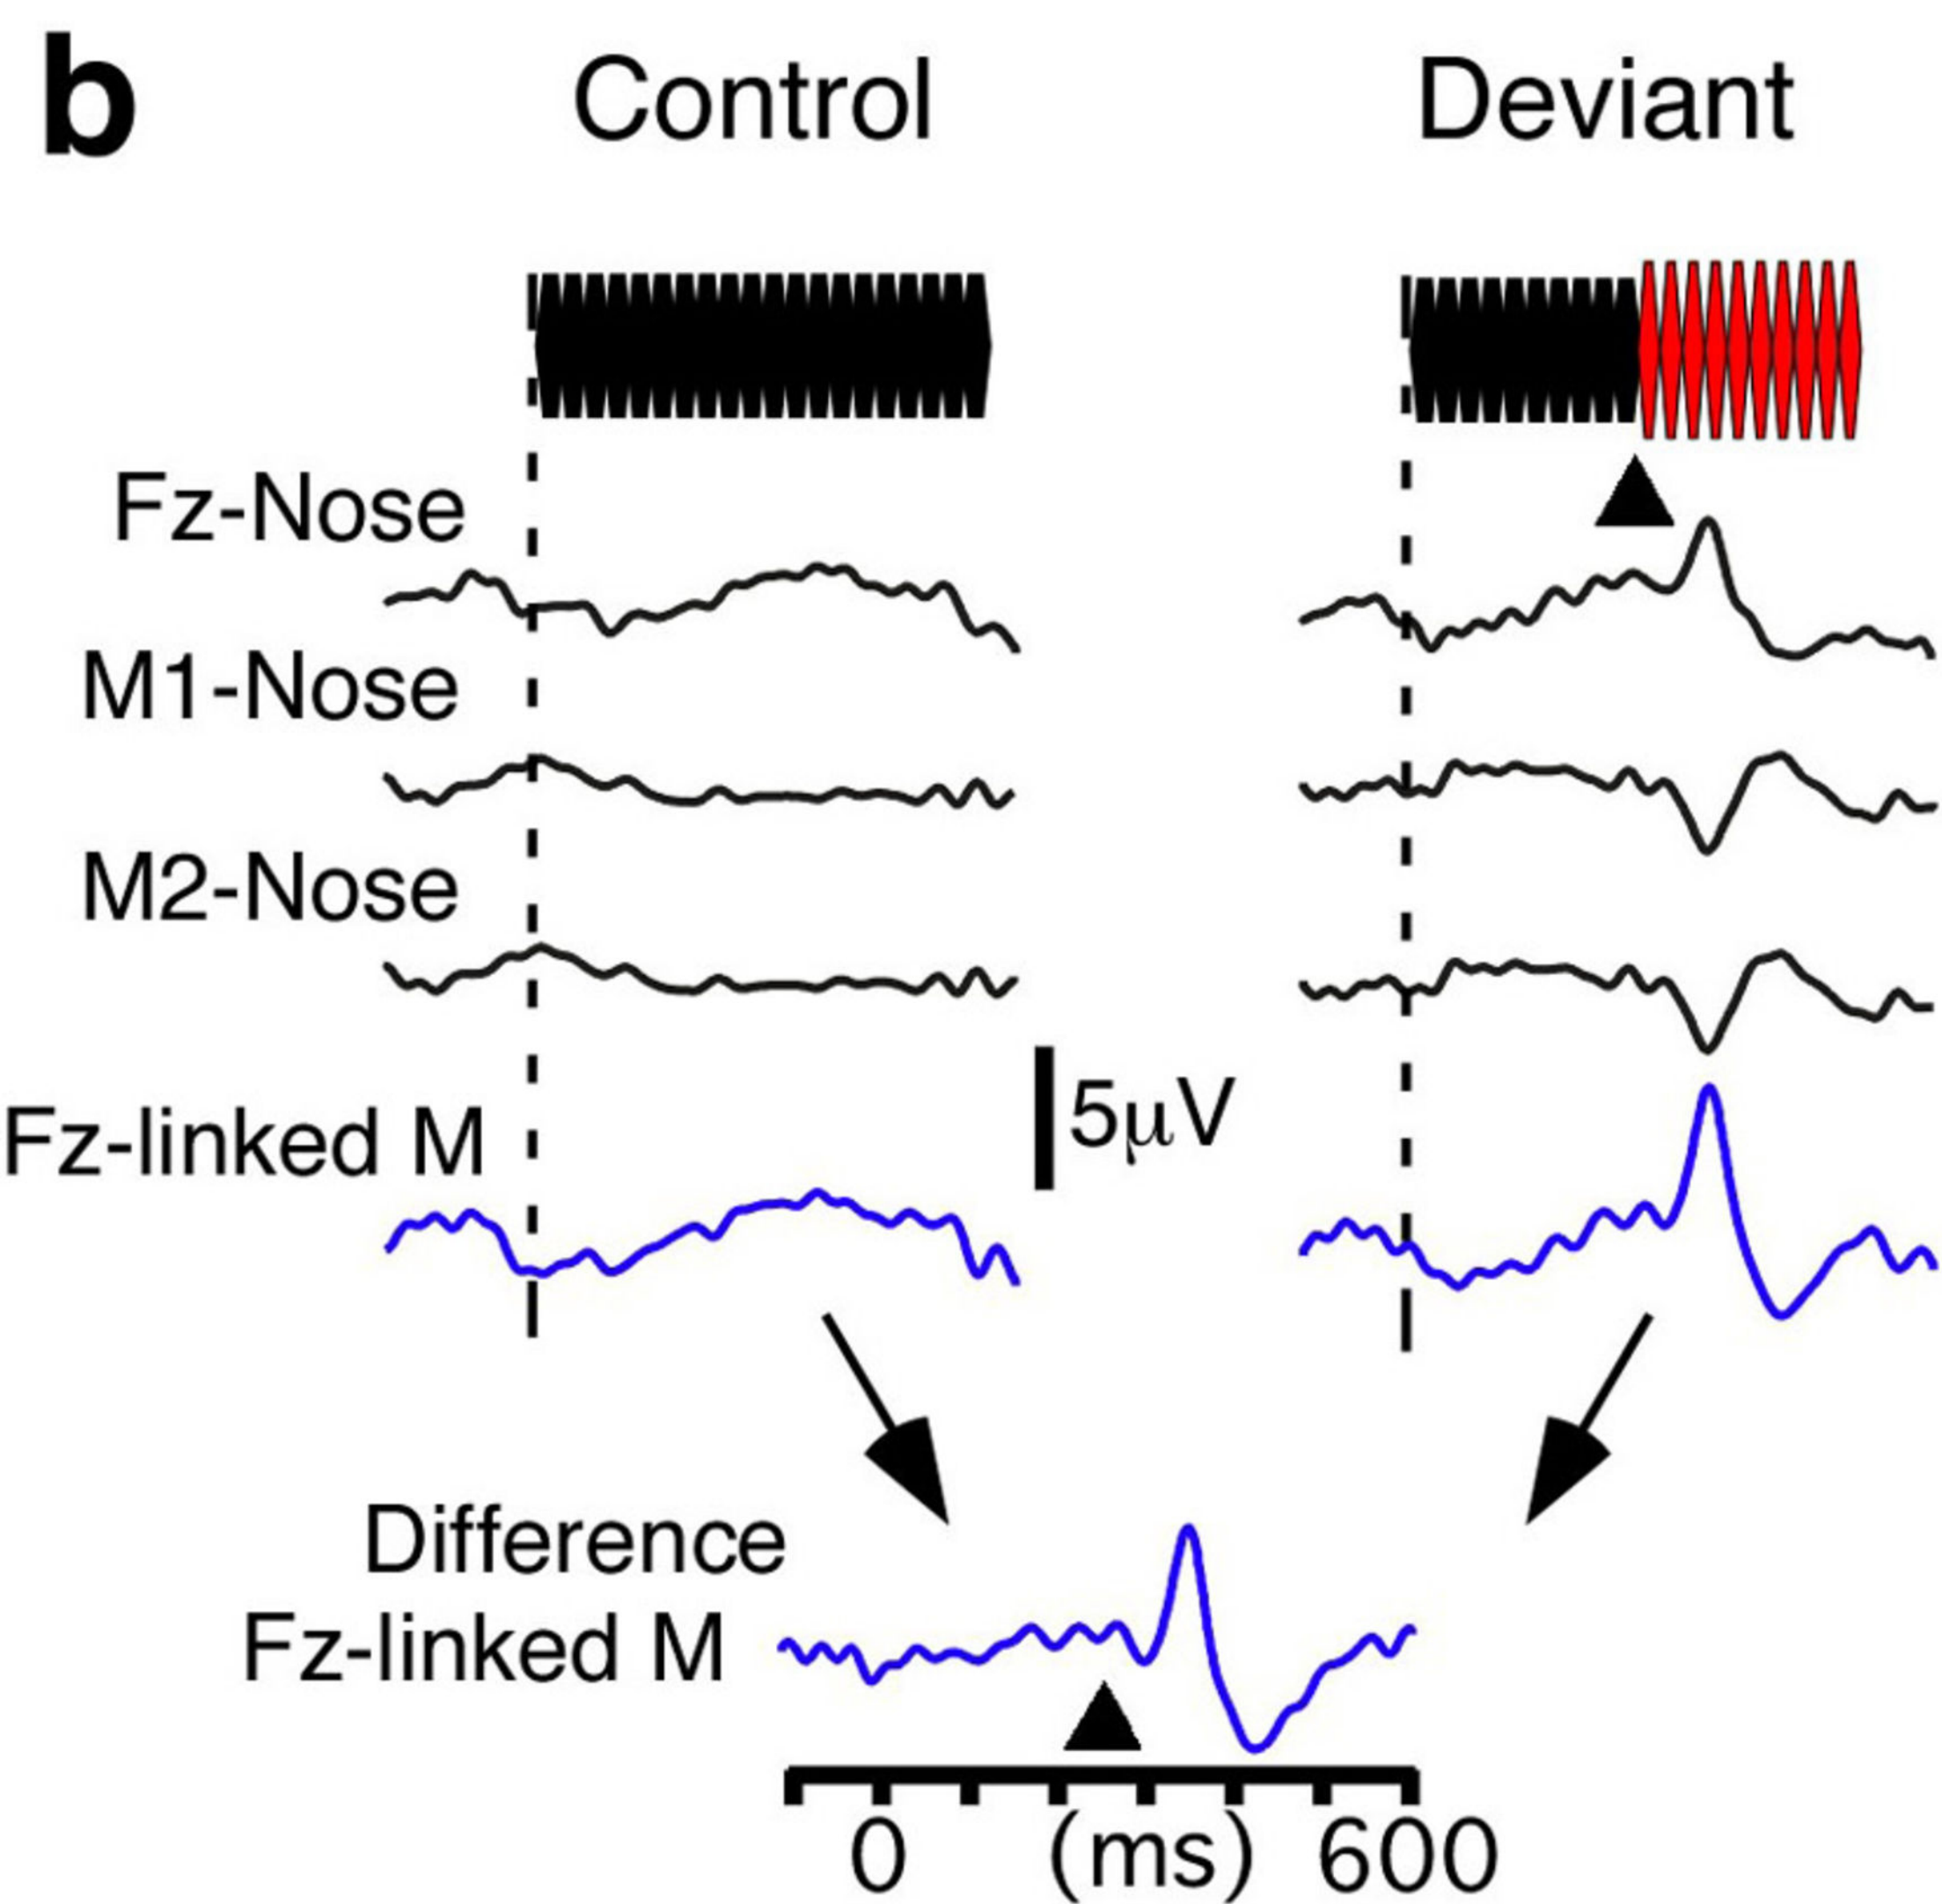 b
Control
Deviant
Fz-Nose
M1-Nose
M2-Nose
5μV
Fz-linked M
Difference
Fz-linked M
0 (ms) 600